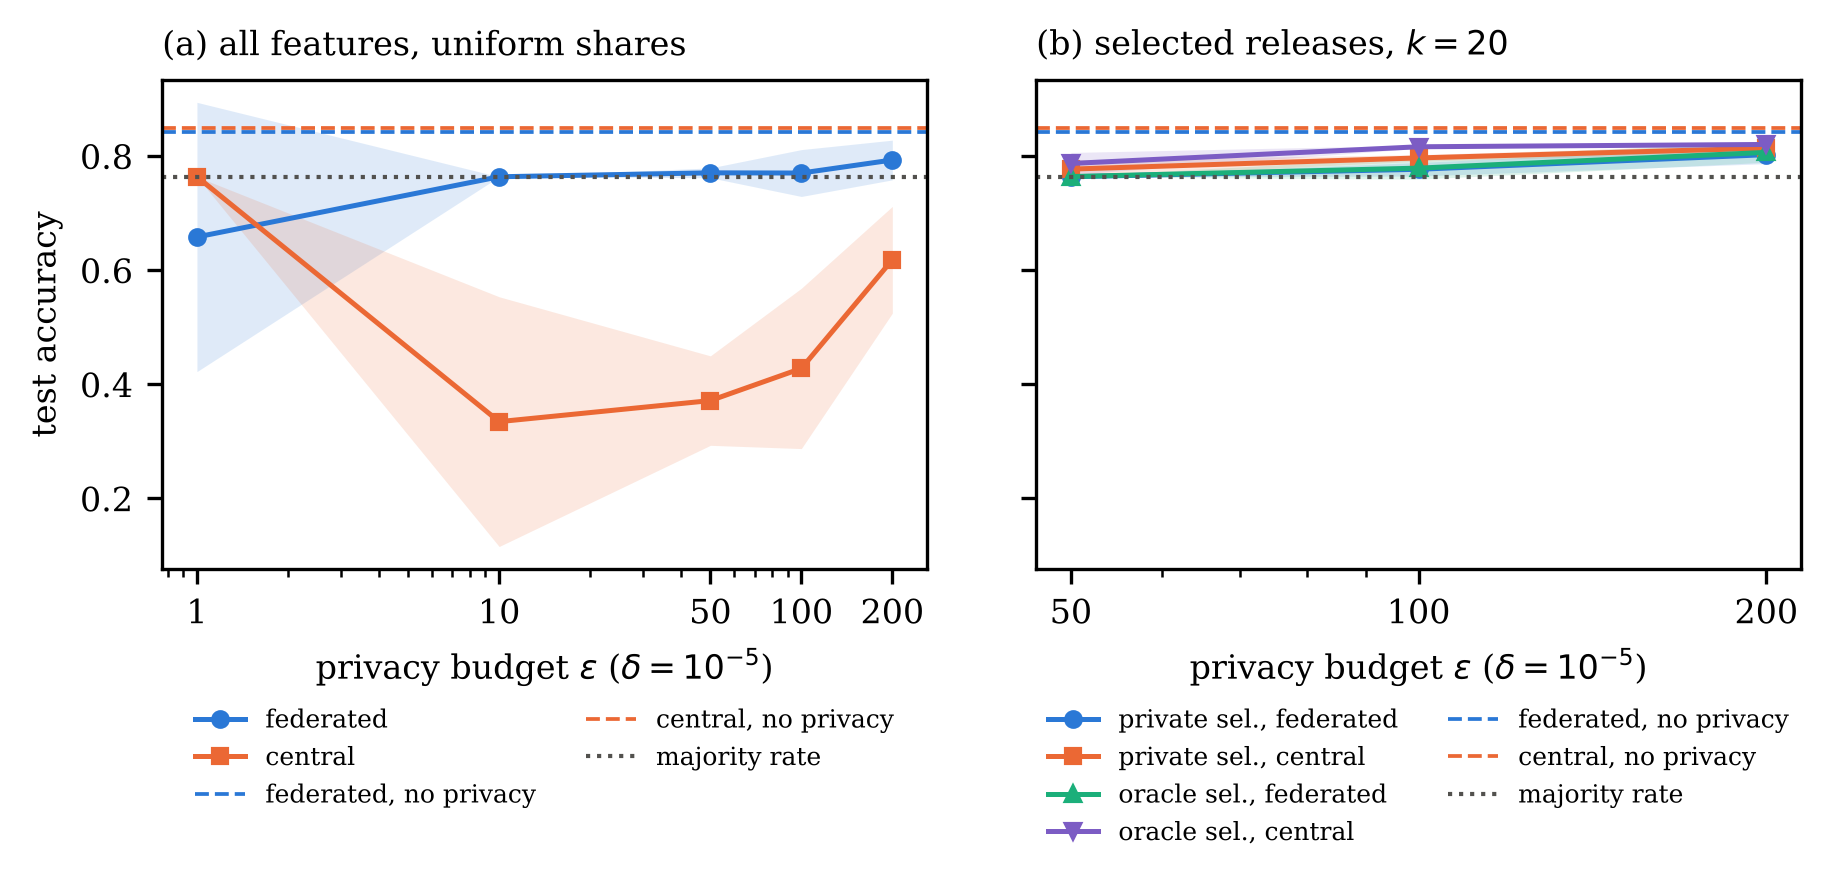 (a) all features, uniform shares
(b) selected releases, k = 20
test accuracy
0.8
0.6
0.4
0.2
1 10 50 100 200
50 100 200
privacy budget ε (δ = 10⁻⁵)
privacy budget ε (δ = 10⁻⁵)
federated
central
federated, no privacy
central, no privacy
majority rate
private sel., federated
private sel., central
oracle sel., federated
oracle sel., central
federated, no privacy
central, no privacy
majority rate